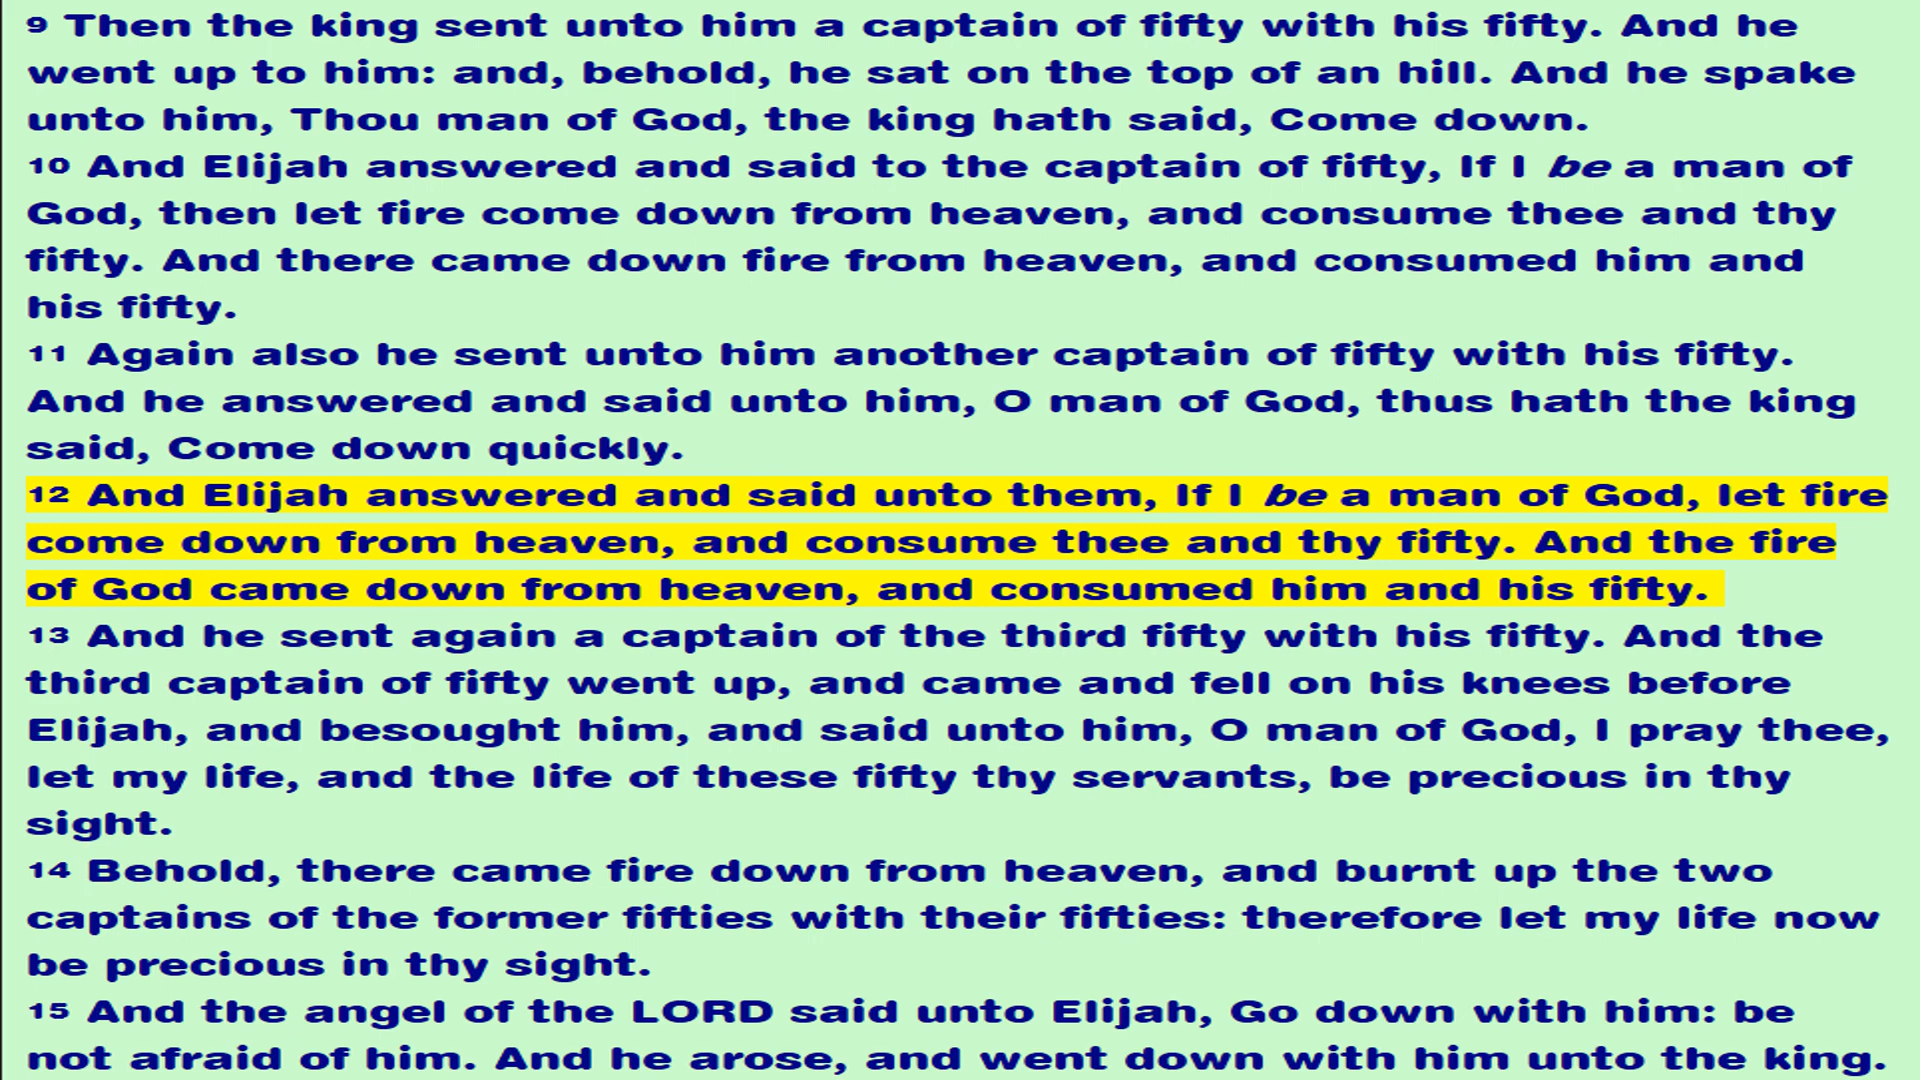 9 Then the king sent unto him a captain of fifty with his fifty. And he
went up to him: and, behold, he sat on the top of an hill. And he spake
unto him, Thou man of God, the king hath said, Come down.
10 And Elijah answered and said to the captain of fifty, If I be a man of
God, then let fire come down from heaven, and consume thee and thy
fifty. And there came down fire from heaven, and consumed him and
his fifty.
11 Again also he sent unto him another captain of fifty with his fifty.
And he answered and said unto him, O man of God, thus hath the king
said, Come down quickly.
12 And Elijah answered and said unto them, If I be a man of God, let fire
come down from heaven, and consume thee and thy fifty. And the fire
of God came down from heaven, and consumed him and his fifty.
13 And he sent again a captain of the third fifty with his fifty. And the
third captain of fifty went up, and came and fell on his knees before
Elijah, and besought him, and said unto him, O man of God, I pray thee,
let my life, and the life of these fifty thy servants, be precious in thy
sight.
14 Behold, there came fire down from heaven, and burnt up the two
captains of the former fifties with their fifties: therefore let my life now
be precious in thy sight.
15 And the angel of the LORD said unto Elijah, Go down with him: be
not afraid of him. And he arose, and went down with him unto the king.